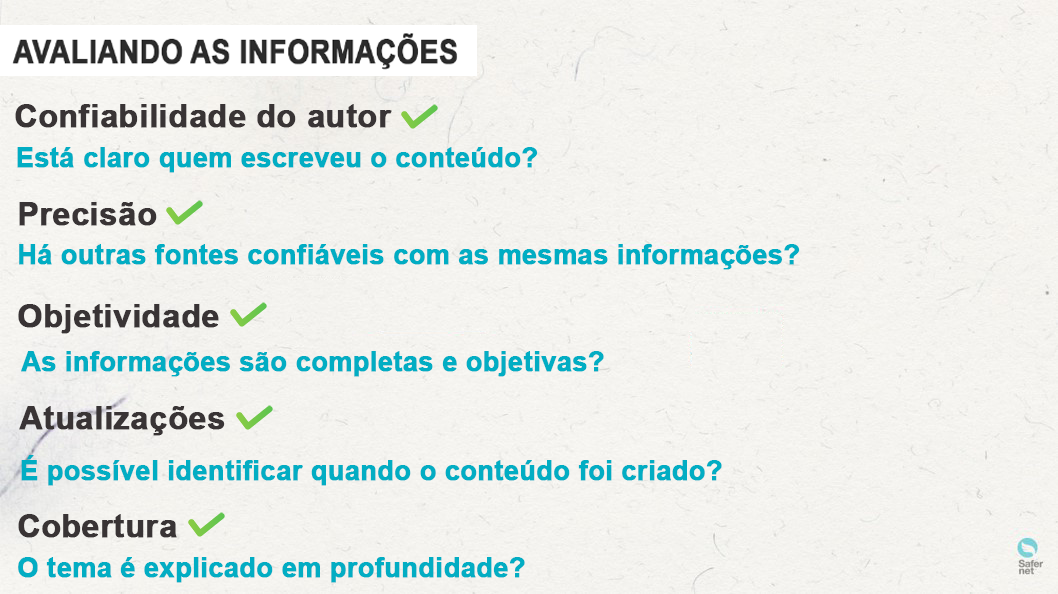 AVALIANDO AS INFORMAÇÕES
Confiabilidade do autor
Está claro quem escreveu o conteúdo?
Precisão
Há outras fontes confiáveis com as mesmas informações?
Objetividade
As informações são completas e objetivas?
Atualizações
É possível identificar quando o conteúdo foi criado?
Cobertura
O tema é explicado em profundidade?
Safer
net